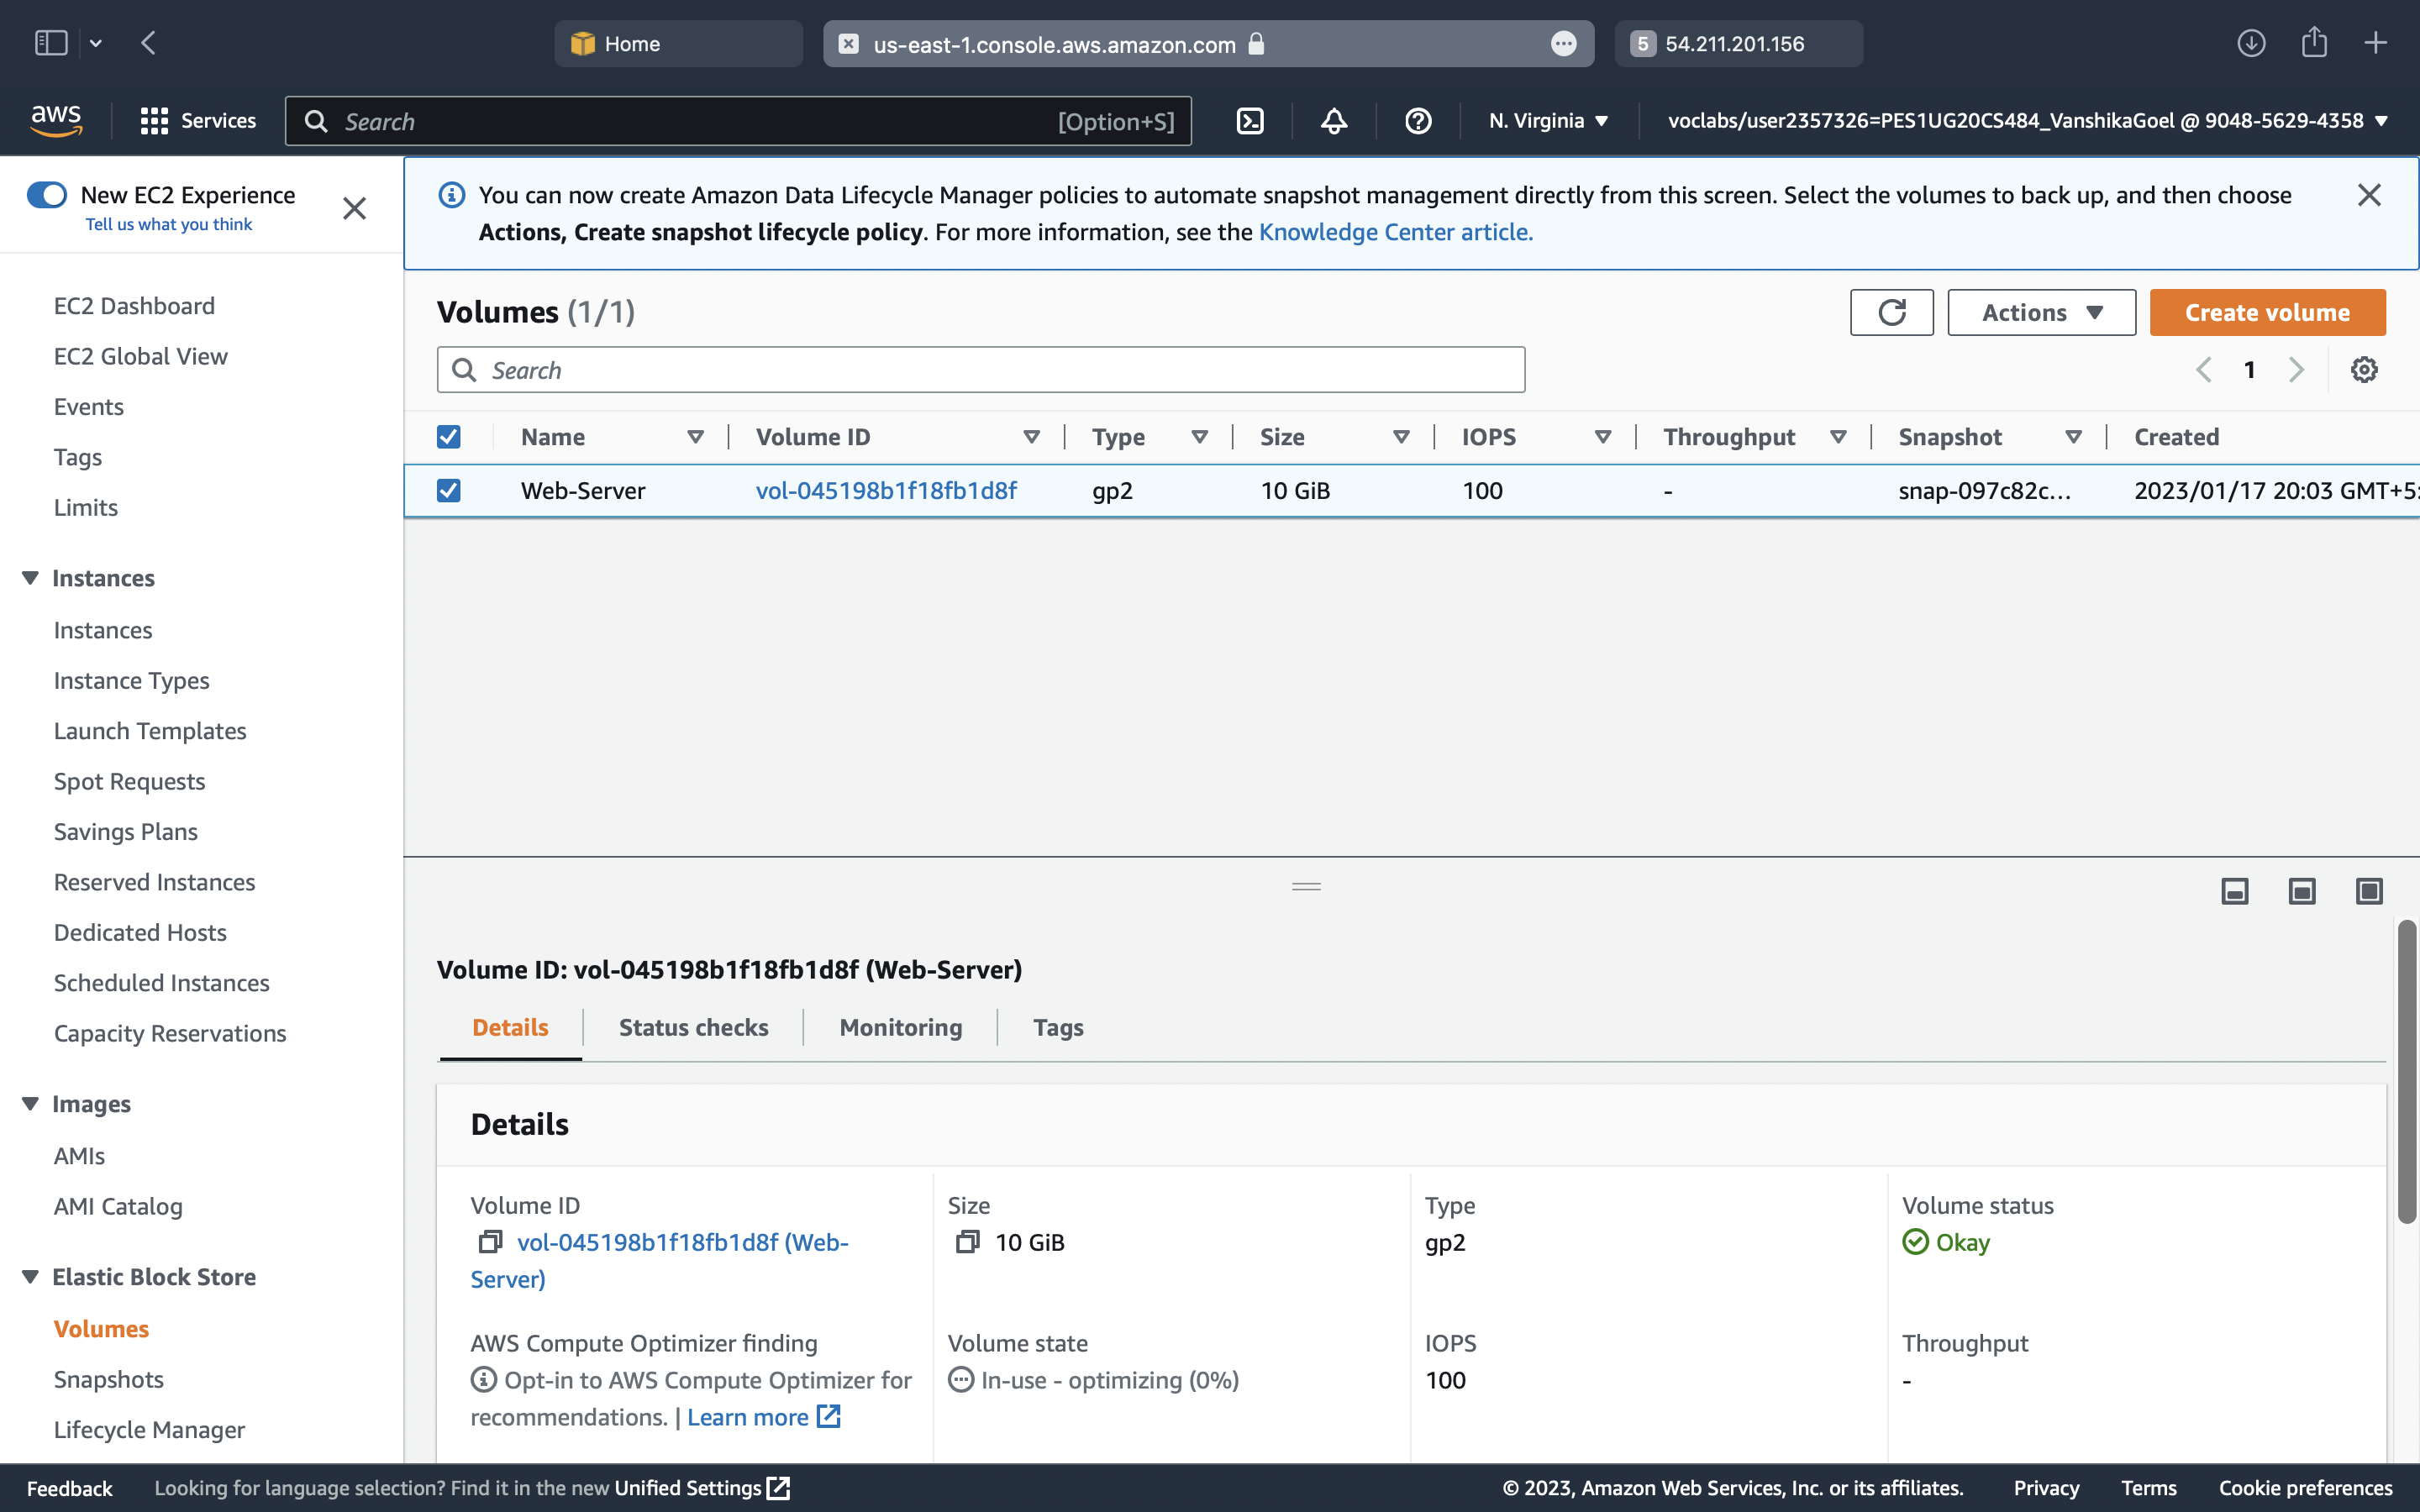 Home
us-east-1.console.aws.amazon.com
5 54.211.201.156
aws
Services
Search [Option+S]
N. Virginia
voclabs/user2357326=PES1UG20CS484_VanshikaGoel @ 9048-5629-4358
New EC2 Experience
Tell us what you think
EC2 Dashboard
EC2 Global View
Events
Tags
Limits
Instances
Instances
Instance Types
Launch Templates
Spot Requests
Savings Plans
Reserved Instances
Dedicated Hosts
Scheduled Instances
Capacity Reservations
Images
AMIs
AMI Catalog
Elastic Block Store
Volumes
Snapshots
Lifecycle Manager
You can now create Amazon Data Lifecycle Manager policies to automate snapshot management directly from this screen. Select the volumes to back up, and then choose
Actions, Create snapshot lifecycle policy. For more information, see the Knowledge Center article.
Volumes (1/1)
Actions
Create volume
Search
1
Name Volume ID Type Size IOPS Throughput Snapshot Created
Web-Server vol-045198b1f18fb1d8f gp2 10 GiB 100 - snap-097c82c... 2023/01/17 20:03 GMT+5:
Volume ID: vol-045198b1f18fb1d8f (Web-Server)
Details Status checks Monitoring Tags
Details
Volume ID
vol-045198b1f18fb1d8f (Web-
Server)
Size
10 GiB
Type
gp2
Volume status
Okay
AWS Compute Optimizer finding
Opt-in to AWS Compute Optimizer for
recommendations. | Learn more
Volume state
In-use - optimizing (0%)
IOPS
100
Throughput
-
Feedback
Looking for language selection? Find it in the new Unified Settings
© 2023, Amazon Web Services, Inc. or its affiliates.
Privacy
Terms
Cookie preferences